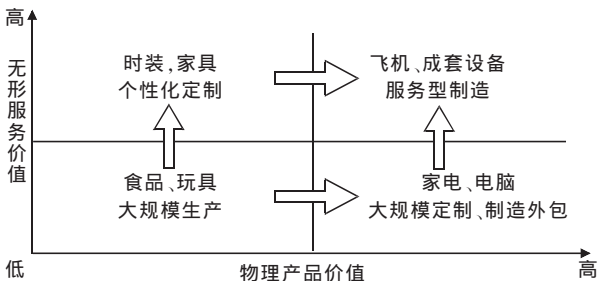 高
无形服务价值
时装,家具
个性化定制
飞机、成套设备
服务型制造
食品、玩具
大规模生产
家电、电脑
大规模定制、制造外包
低
物理产品价值
高